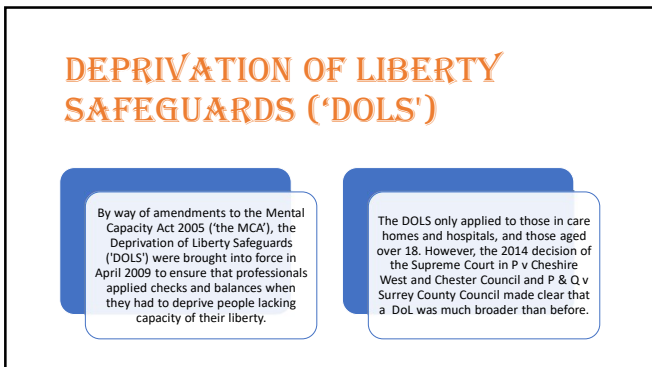 DEPRIVATION OF LIBERTY
SAFEGUARDS (‘DOLS')
By way of amendments to the Mental
Capacity Act 2005 (‘the MCA’), the
Deprivation of Liberty Safeguards
('DOLS') were brought into force in
April 2009 to ensure that professionals
applied checks and balances when
they had to deprive people lacking
capacity of their liberty.
The DOLS only applied to those in care
homes and hospitals, and those aged
over 18. However, the 2014 decision of
the Supreme Court in P v Cheshire
West and Chester Council and P & Q v
Surrey County Council made clear that
a DoL was much broader than before.